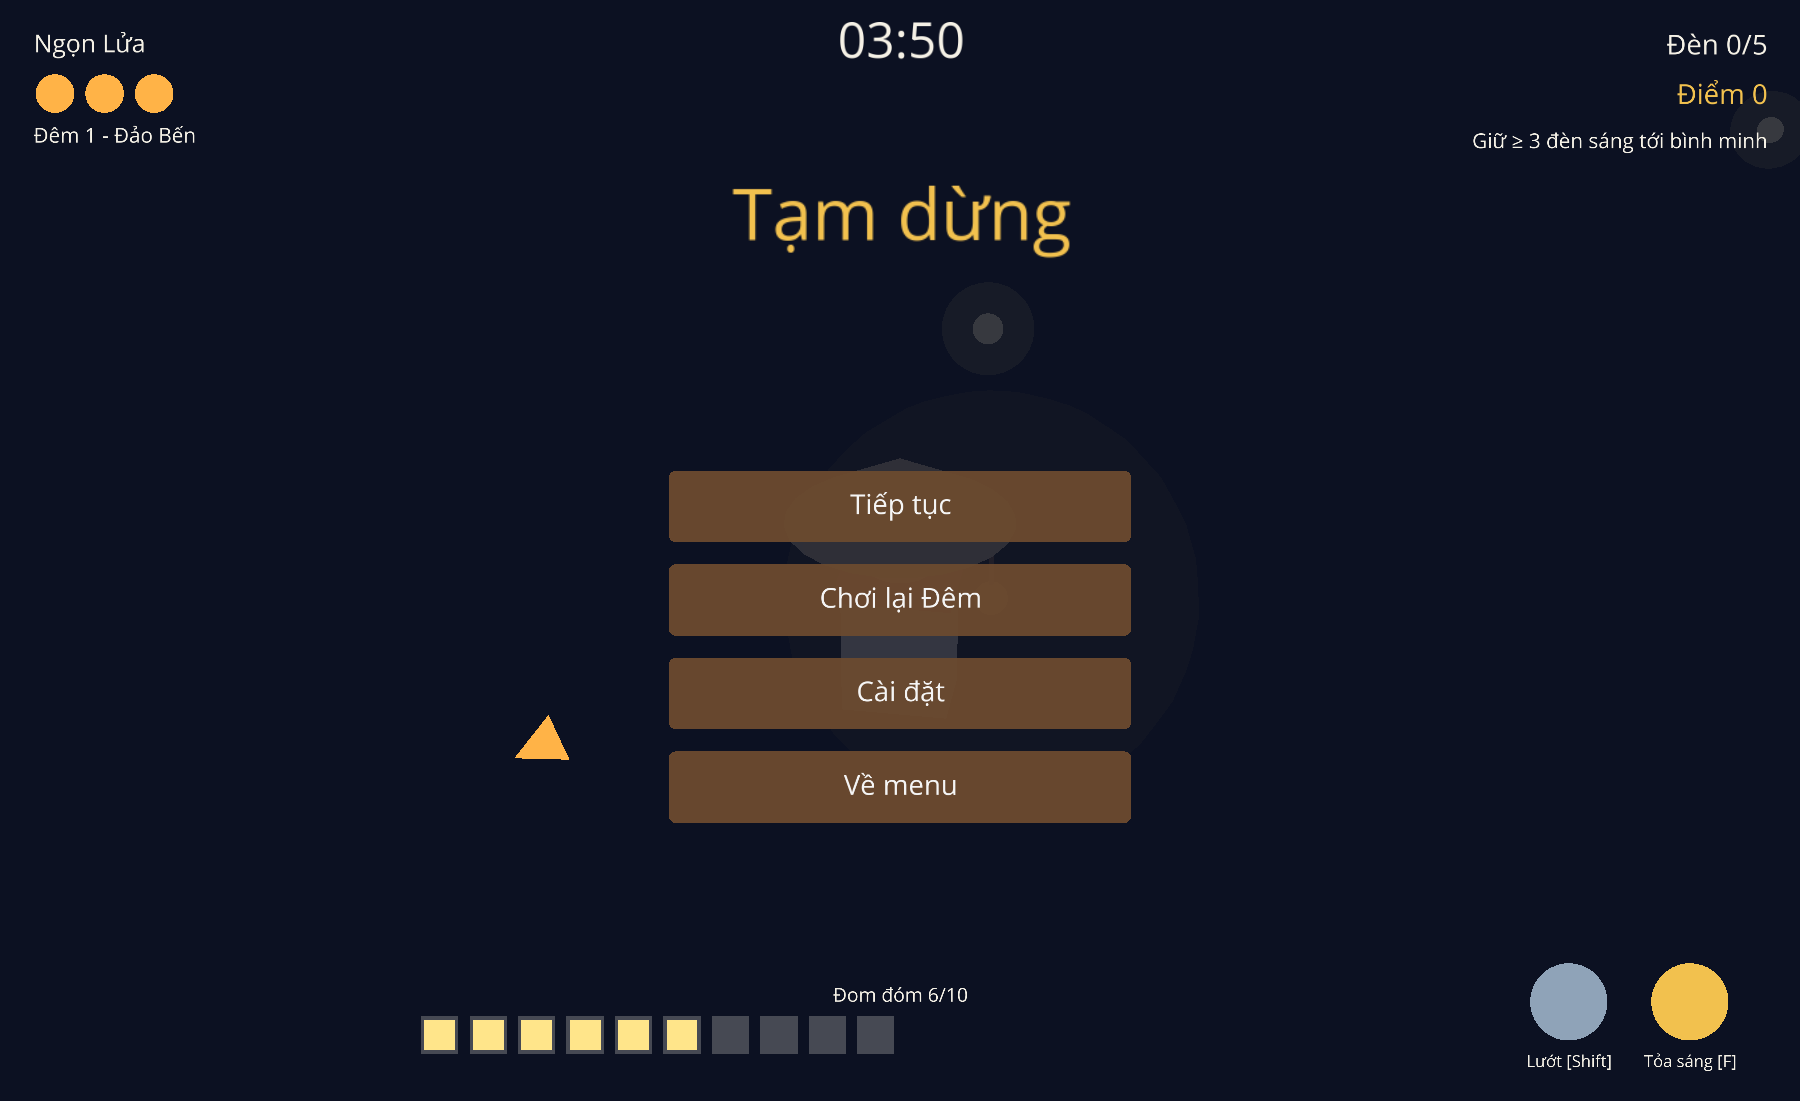 Ngọn Lửa
03:50
Đèn 0/5
Điểm 0
Đêm 1 - Đảo Bến
Giữ ≥ 3 đèn sáng tới bình minh
Tạm dừng
Tiếp tục
Chơi lại Đêm
Cài đặt
Về menu
Đom đóm 6/10
Lướt [Shift]
Tỏa sáng [F]